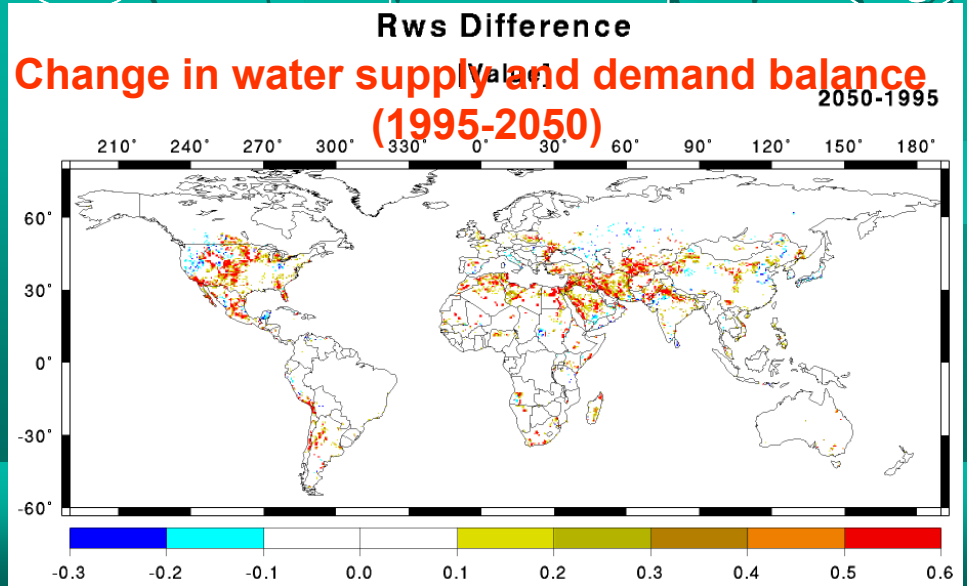 Rws Difference
[Value]
Change in water supply and demand balance
2050-1995
(1995-2050)
210° 240° 270° 300° 330° 0° 30° 60° 90° 120° 150° 180°
60°
30°
0°
-30°
-60°
-0.3 -0.2 -0.1 0.0 0.1 0.2 0.3 0.4 0.5 0.6